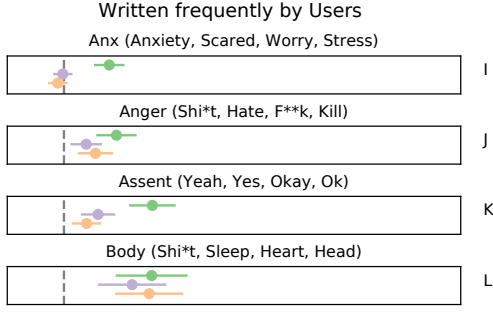 Written frequently by Users
Anx (Anxiety, Scared, Worry, Stress)
I
Anger (Shi*t, Hate, F**k, Kill)
J
Assent (Yeah, Yes, Okay, Ok)
K
Body (Shi*t, Sleep, Heart, Head)
L